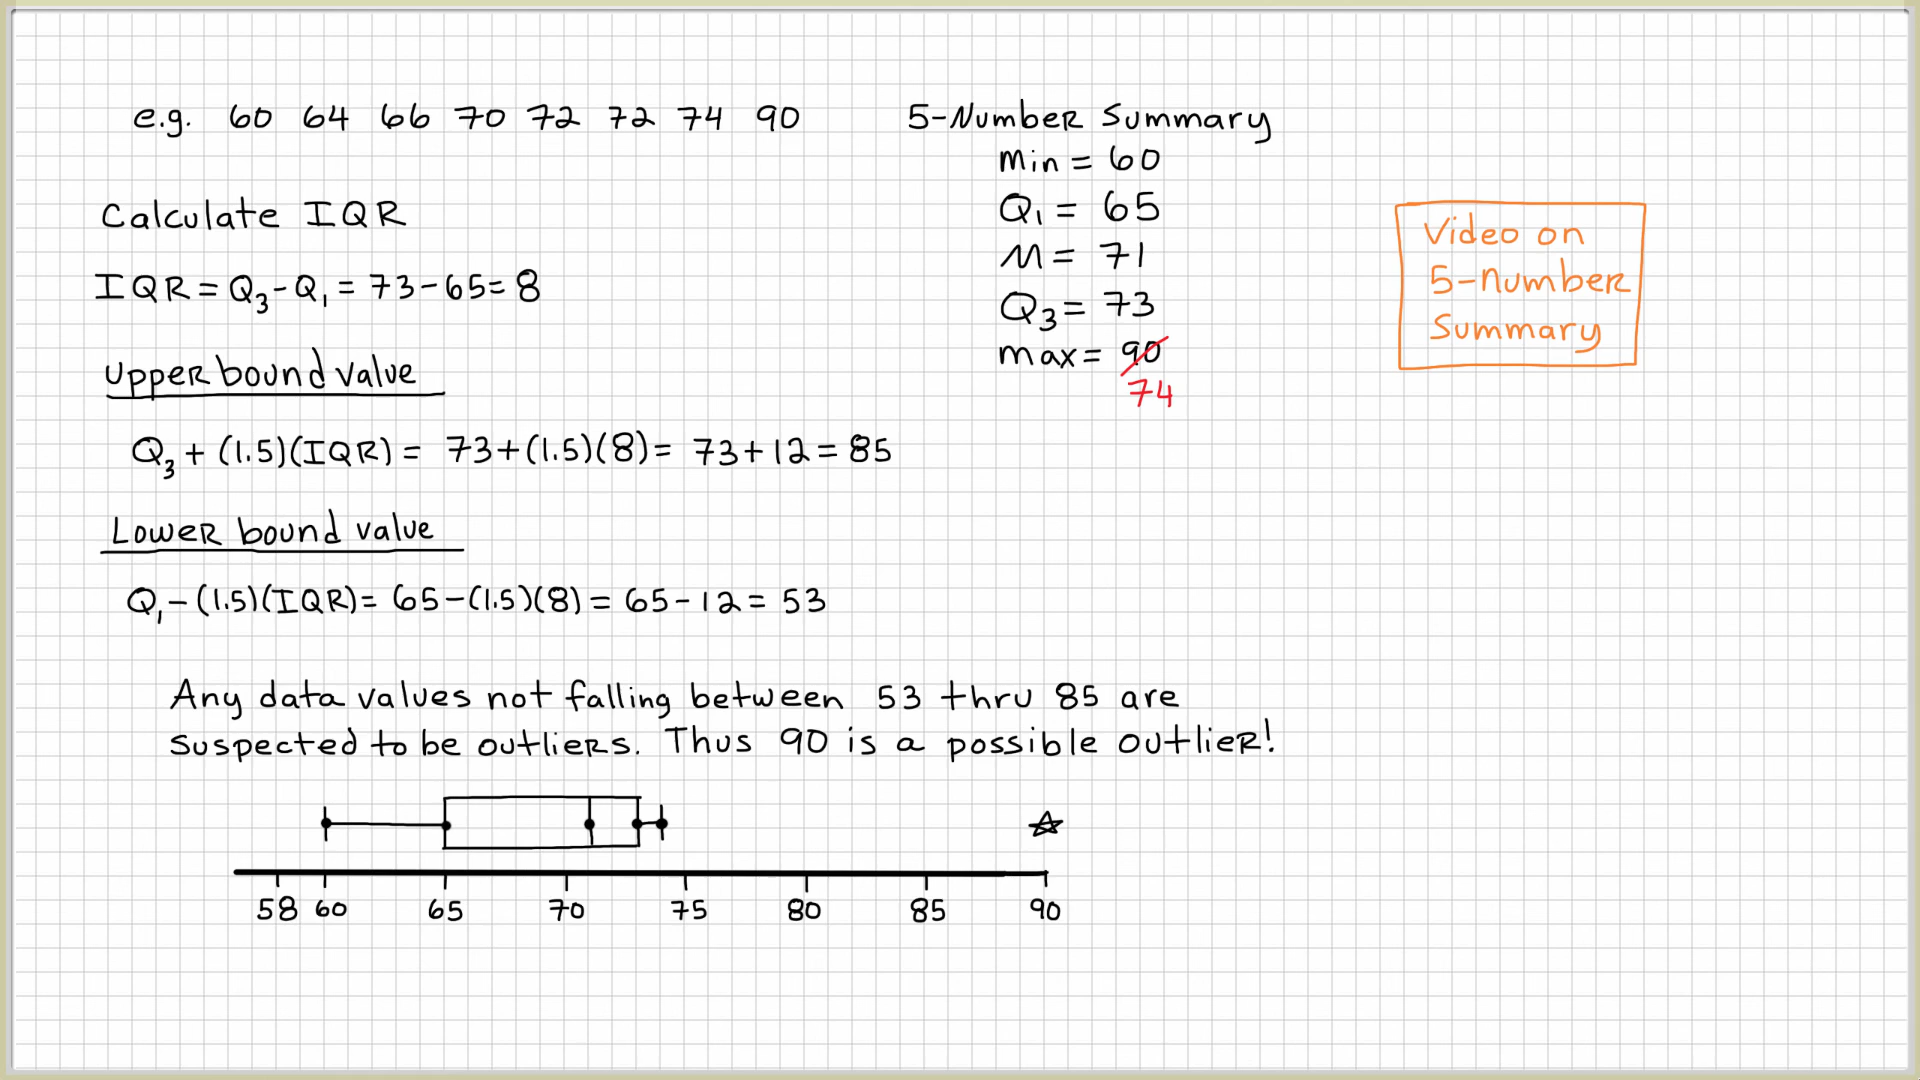 e.g. 60 64 66 70 72 72 74 90
5-Number Summary
min = 60
Q₁ = 65
M = 71
Q₃ = 73
max = 90
74
Video on
5-number
Summary
Calculate IQR
IQR = Q₃-Q₁ = 73-65 = 8
Upper bound value
Q₃ + (1.5)(IQR) = 73+(1.5)(8) = 73+12 = 85
Lower bound value
Q₁ - (1.5)(IQR) = 65-(1.5)(8) = 65-12 = 53
Any data values not falling between 53 thru 85 are
suspected to be outliers. Thus 90 is a possible outlier!
58 60 65 70 75 80 85 90